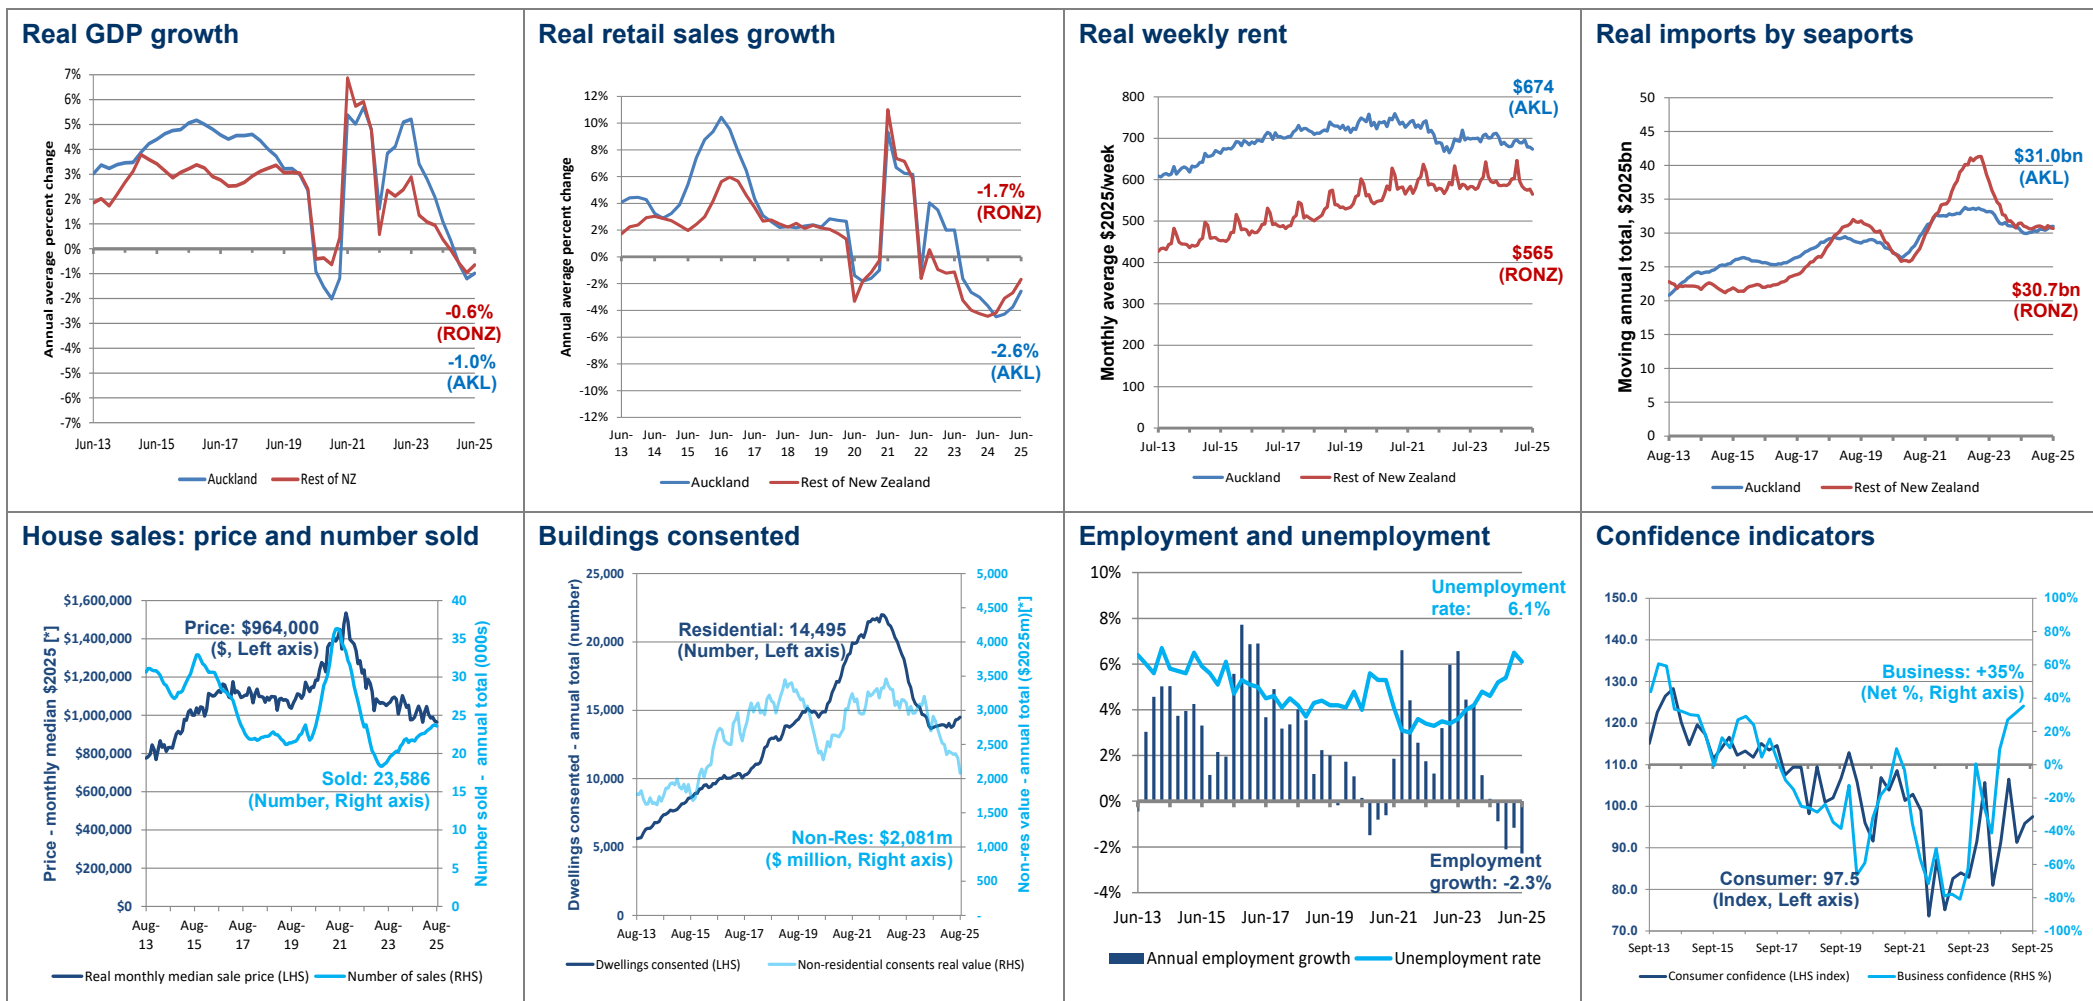 Real GDP growth
7%
6%
5%
4%
3%
2%
1%
0%
-1%
-2%
-3%
-4%
-5%
-6%
-7%
Annual average percent change
-0.6%
(RONZ)
-1.0%
(AKL)
Jun-13
Jun-15
Jun-17
Jun-19
Jun-21
Jun-23
Jun-25
Auckland
Rest of NZ
Real retail sales growth
12%
10%
8%
6%
4%
2%
0%
-2%
-4%
-6%
-8%
-10%
-12%
Annual average percent change
-1.7%
(RONZ)
-2.6%
(AKL)
Jun-
13
Jun-
14
Jun-
15
Jun-
16
Jun-
17
Jun-
18
Jun-
19
Jun-
20
Jun-
21
Jun-
22
Jun-
23
Jun-
24
Jun-
25
Auckland
Rest of New Zealand
Real weekly rent
800
700
600
500
400
300
200
100
0
Monthly average $2025/week
$674
(AKL)
$565
(RONZ)
Jul-13
Jul-15
Jul-17
Jul-19
Jul-21
Jul-23
Jul-25
Auckland
Rest of New Zealand
Real imports by seaports
50
45
40
35
30
25
20
15
10
5
0
Moving annual total, $2025bn
$31.0bn
(AKL)
$30.7bn
(RONZ)
Aug-13
Aug-15
Aug-17
Aug-19
Aug-21
Aug-23
Aug-25
Auckland
Rest of New Zealand
House sales: price and number sold
Price - monthly median $2025 [*]
$1,600,000
$1,400,000
$1,200,000
$1,000,000
$800,000
$600,000
$400,000
$200,000
$0
Price: $964,000
($, Left axis)
Sold: 23,586
(Number, Right axis)
40
35
30
25
20
15
10
5
0
Number sold - annual total (000s)
Aug-
13
Aug-
15
Aug-
17
Aug-
19
Aug-
21
Aug-
23
Aug-
25
Real monthly median sale price (LHS)
Number of sales (RHS)
Buildings consented
Dwellings consented - annual total (number)
25,000
20,000
15,000
10,000
5,000
0
Residential: 14,495
(Number, Left axis)
Non-Res: $2,081m
($ million, Right axis)
5,000
4,500
4,000
3,500
3,000
2,500
2,000
1,500
1,000
500
-
Non-res value - annual total ($2025m)[*]
Aug-13
Aug-15
Aug-17
Aug-19
Aug-21
Aug-23
Aug-25
Dwellings consented (LHS)
Non-residential consents real value (RHS)
Employment and unemployment
10%
8%
6%
4%
2%
0%
-2%
-4%
Unemployment
rate: 6.1%
Employment
growth: -2.3%
Jun-13
Jun-15
Jun-17
Jun-19
Jun-21
Jun-23
Jun-25
Annual employment growth
Unemployment rate
Confidence indicators
150.0
140.0
130.0
120.0
110.0
100.0
90.0
80.0
70.0
Business: +35%
(Net %, Right axis)
Consumer: 97.5
(Index, Left axis)
100%
80%
60%
40%
20%
0%
-20%
-40%
-60%
-80%
-100%
Sept-13
Sept-15
Sept-17
Sept-19
Sept-21
Sept-23
Sept-25
Consumer confidence (LHS index)
Business confidence (RHS %)